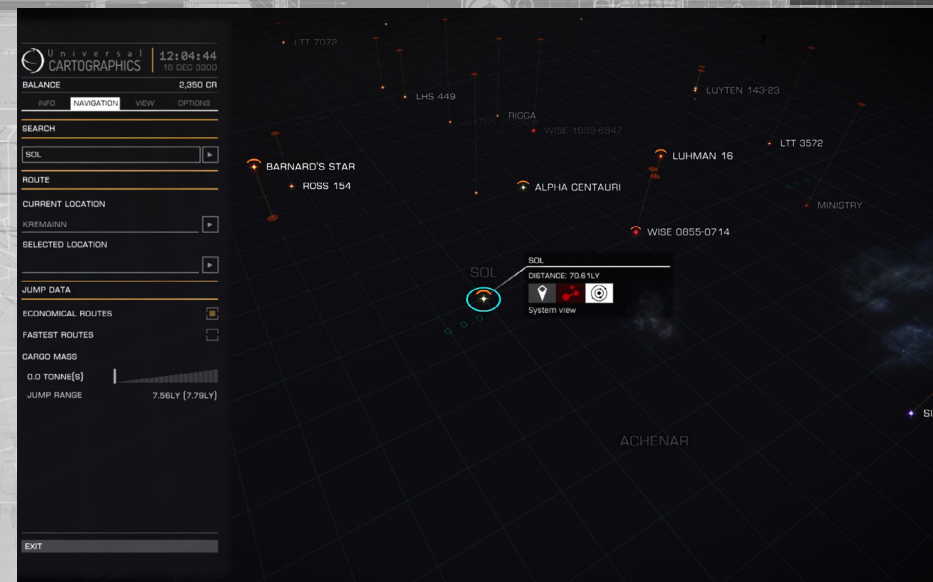 Universal
CARTOGRAPHICS
12:04:44
18 DEC 3300
BALANCE 2,350 CR
INFO NAVIGATION VIEW OPTIONS
SEARCH
SOL
ROUTE
CURRENT LOCATION
KREMAINN
SELECTED LOCATION
JUMP DATA
ECONOMICAL ROUTES
FASTEST ROUTES
CARGO MASS
0.0 TONNE(S)
JUMP RANGE 7.56LY (7.79LY)
EXIT
LTT 7072
LHS 449
LUYTEN 143-23
RIGGA
WISE 1639-6847
LTT 3572
LUHMAN 16
BARNARD'S STAR
ROSS 154
ALPHA CENTAURI
MINISTRY
WISE 0855-0714
SOL
SOL
DISTANCE: 70.61LY
System view
SI
ACHENAR